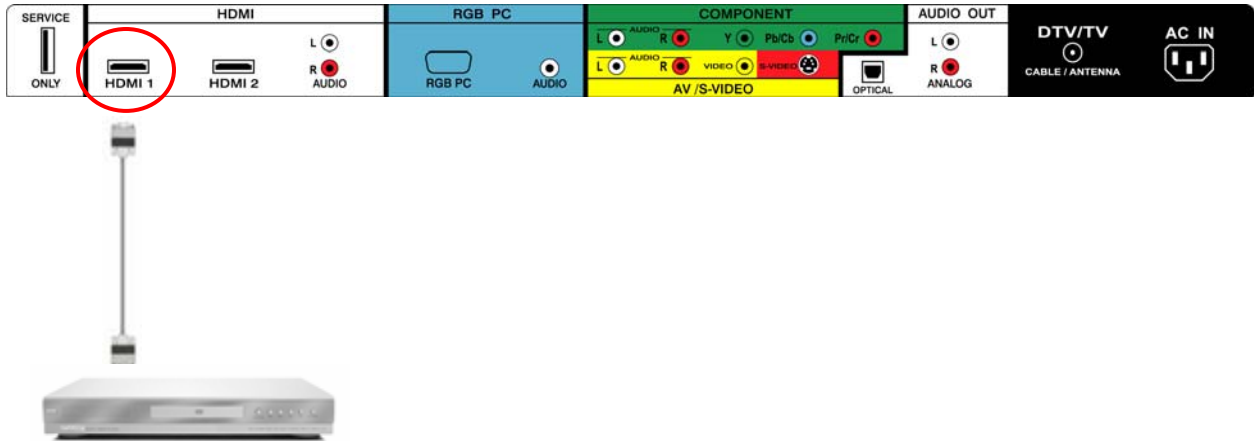 SERVICE
ONLY
HDMI
HDMI 1
HDMI 2
L
R
AUDIO
RGB PC
RGB PC
AUDIO
COMPONENT
L AUDIO R Y Pb/Cb Pr/Cr
L AUDIO R VIDEO S-VIDEO
AV /S-VIDEO
OPTICAL
AUDIO OUT
L
R
ANALOG
DTV/TV
CABLE / ANTENNA
AC IN